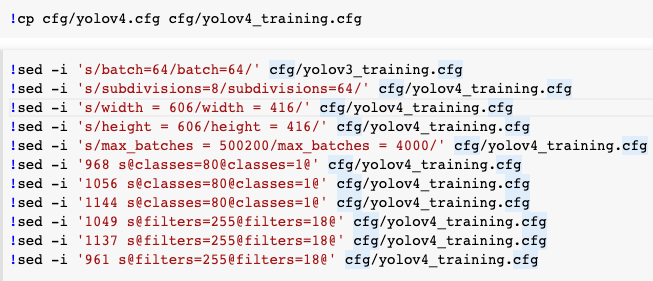 !cp cfg/yolov4.cfg cfg/yolov4_training.cfg
!sed -i 's/batch=64/batch=64/' cfg/yolov3_training.cfg
!sed -i 's/subdivisions=8/subdivisions=64/' cfg/yolov4_training.cfg
!sed -i 's/width = 606/width = 416/' cfg/yolov4_training.cfg
!sed -i 's/height = 606/height = 416/' cfg/yolov4_training.cfg
!sed -i 's/max_batches = 500200/max_batches = 4000/' cfg/yolov4_training.cfg
!sed -i '968 s@classes=80@classes=1@' cfg/yolov4_training.cfg
!sed -i '1056 s@classes=80@classes=1@' cfg/yolov4_training.cfg
!sed -i '1144 s@classes=80@classes=1@' cfg/yolov4_training.cfg
!sed -i '1049 s@filters=255@filters=18@' cfg/yolov4_training.cfg
!sed -i '1137 s@filters=255@filters=18@' cfg/yolov4_training.cfg
!sed -i '961 s@filters=255@filters=18@' cfg/yolov4_training.cfg